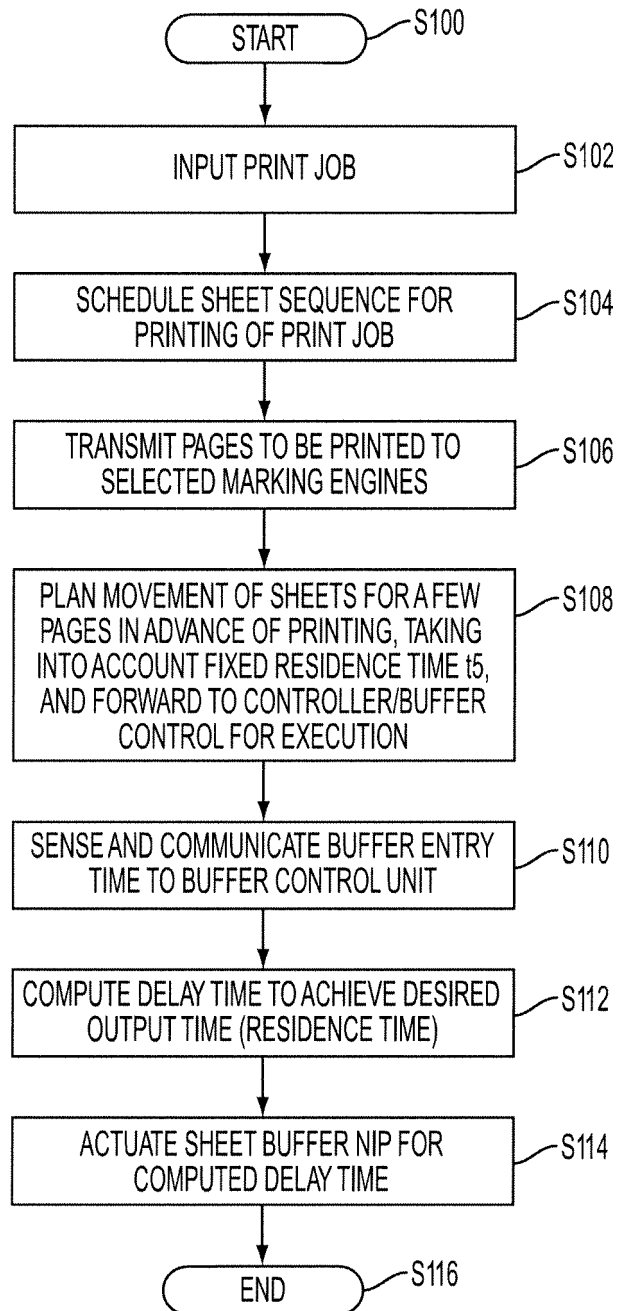 START
S100
INPUT PRINT JOB
S102
SCHEDULE SHEET SEQUENCE FOR
PRINTING OF PRINT JOB
S104
TRANSMIT PAGES TO BE PRINTED TO
SELECTED MARKING ENGINES
S106
PLAN MOVEMENT OF SHEETS FOR A FEW
PAGES IN ADVANCE OF PRINTING, TAKING
INTO ACCOUNT FIXED RESIDENCE TIME t5,
AND FORWARD TO CONTROLLER/BUFFER
CONTROL FOR EXECUTION
S108
SENSE AND COMMUNICATE BUFFER ENTRY
TIME TO BUFFER CONTROL UNIT
S110
COMPUTE DELAY TIME TO ACHIEVE DESIRED
OUTPUT TIME (RESIDENCE TIME)
S112
ACTUATE SHEET BUFFER NIP FOR
COMPUTED DELAY TIME
S114
END
S116